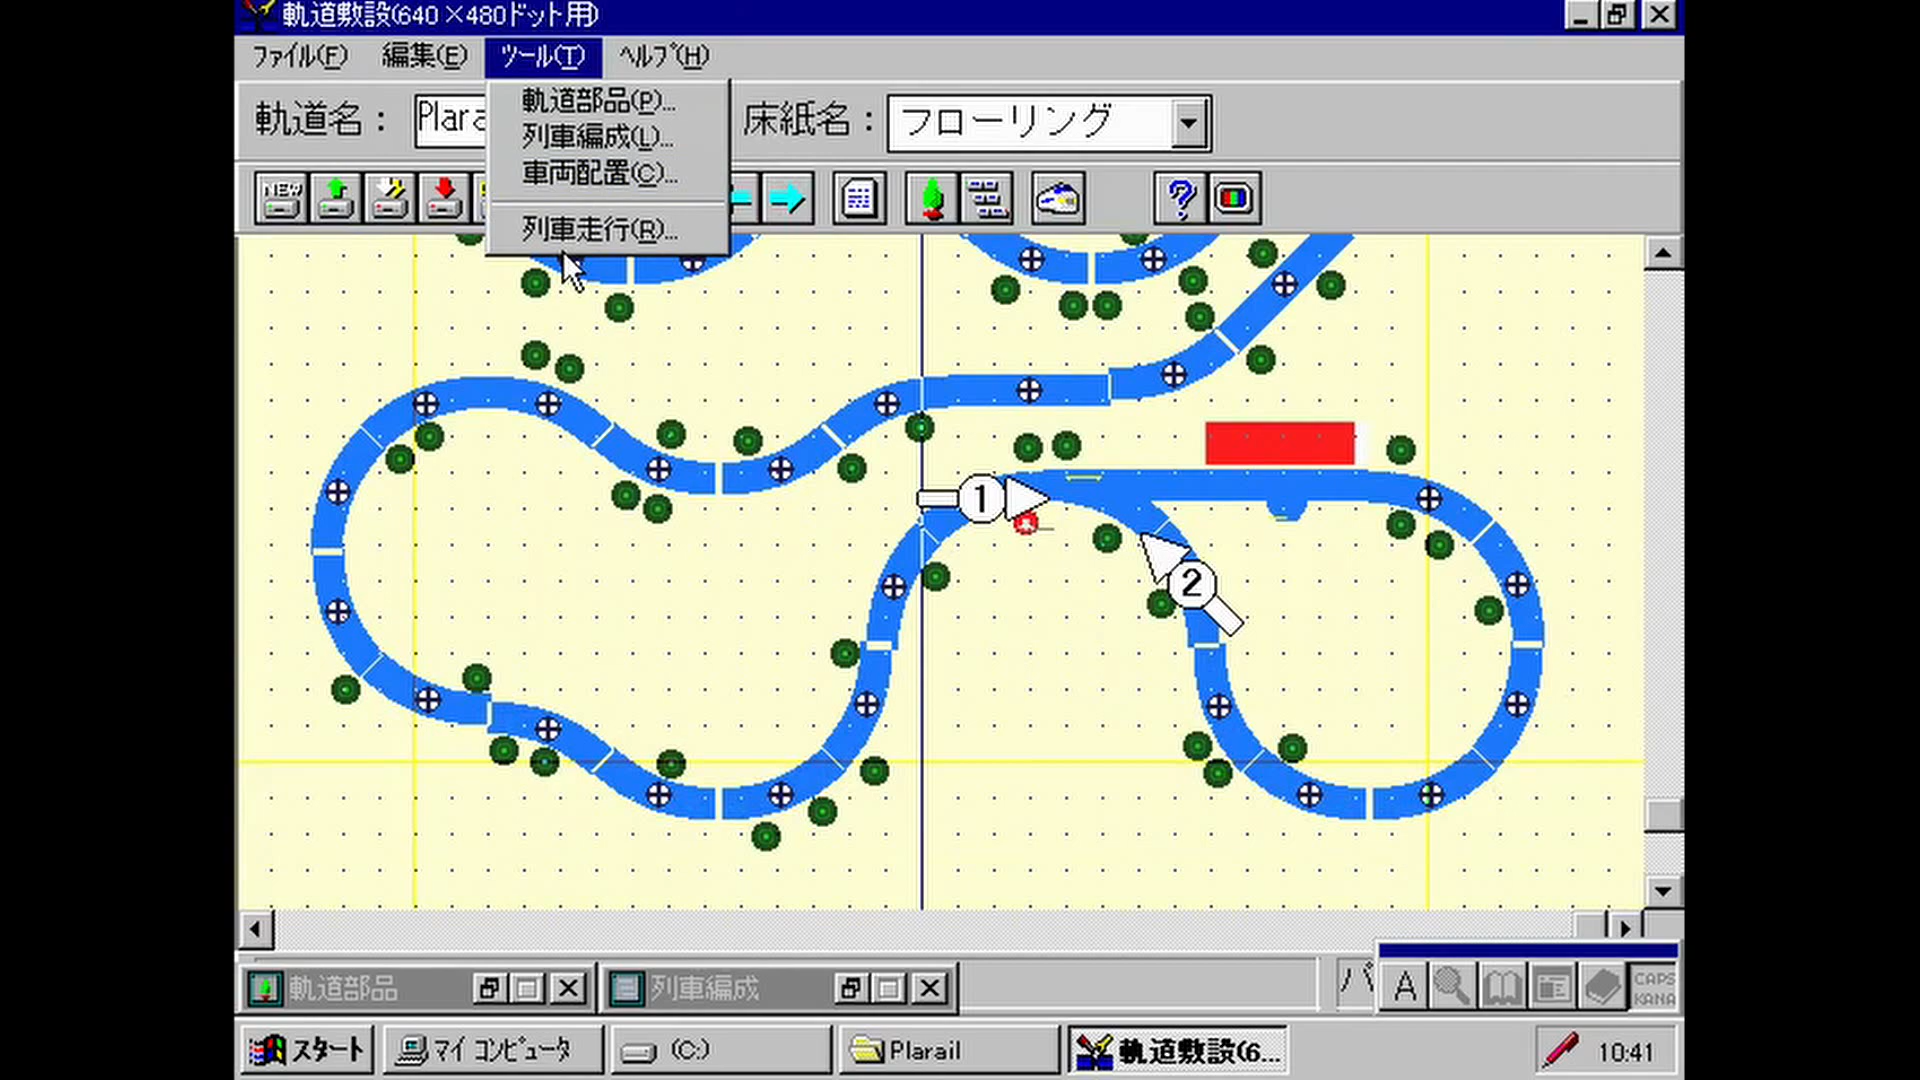 軌道敷設(640×480ドット用)
ファイル(F) 編集(E) ツール(T) ヘルプ(H)
軌道名： Plara 床紙名： フローリング
軌道部品(P)...
列車編成(L)...
車両配置(C)...
列車走行(R)...
NEW
1
2
軌道部品 列車編成 パ A CAPS
KANA
スタート マイ コンピュータ (C:) Plarail 軌道敷設(6... 10:41